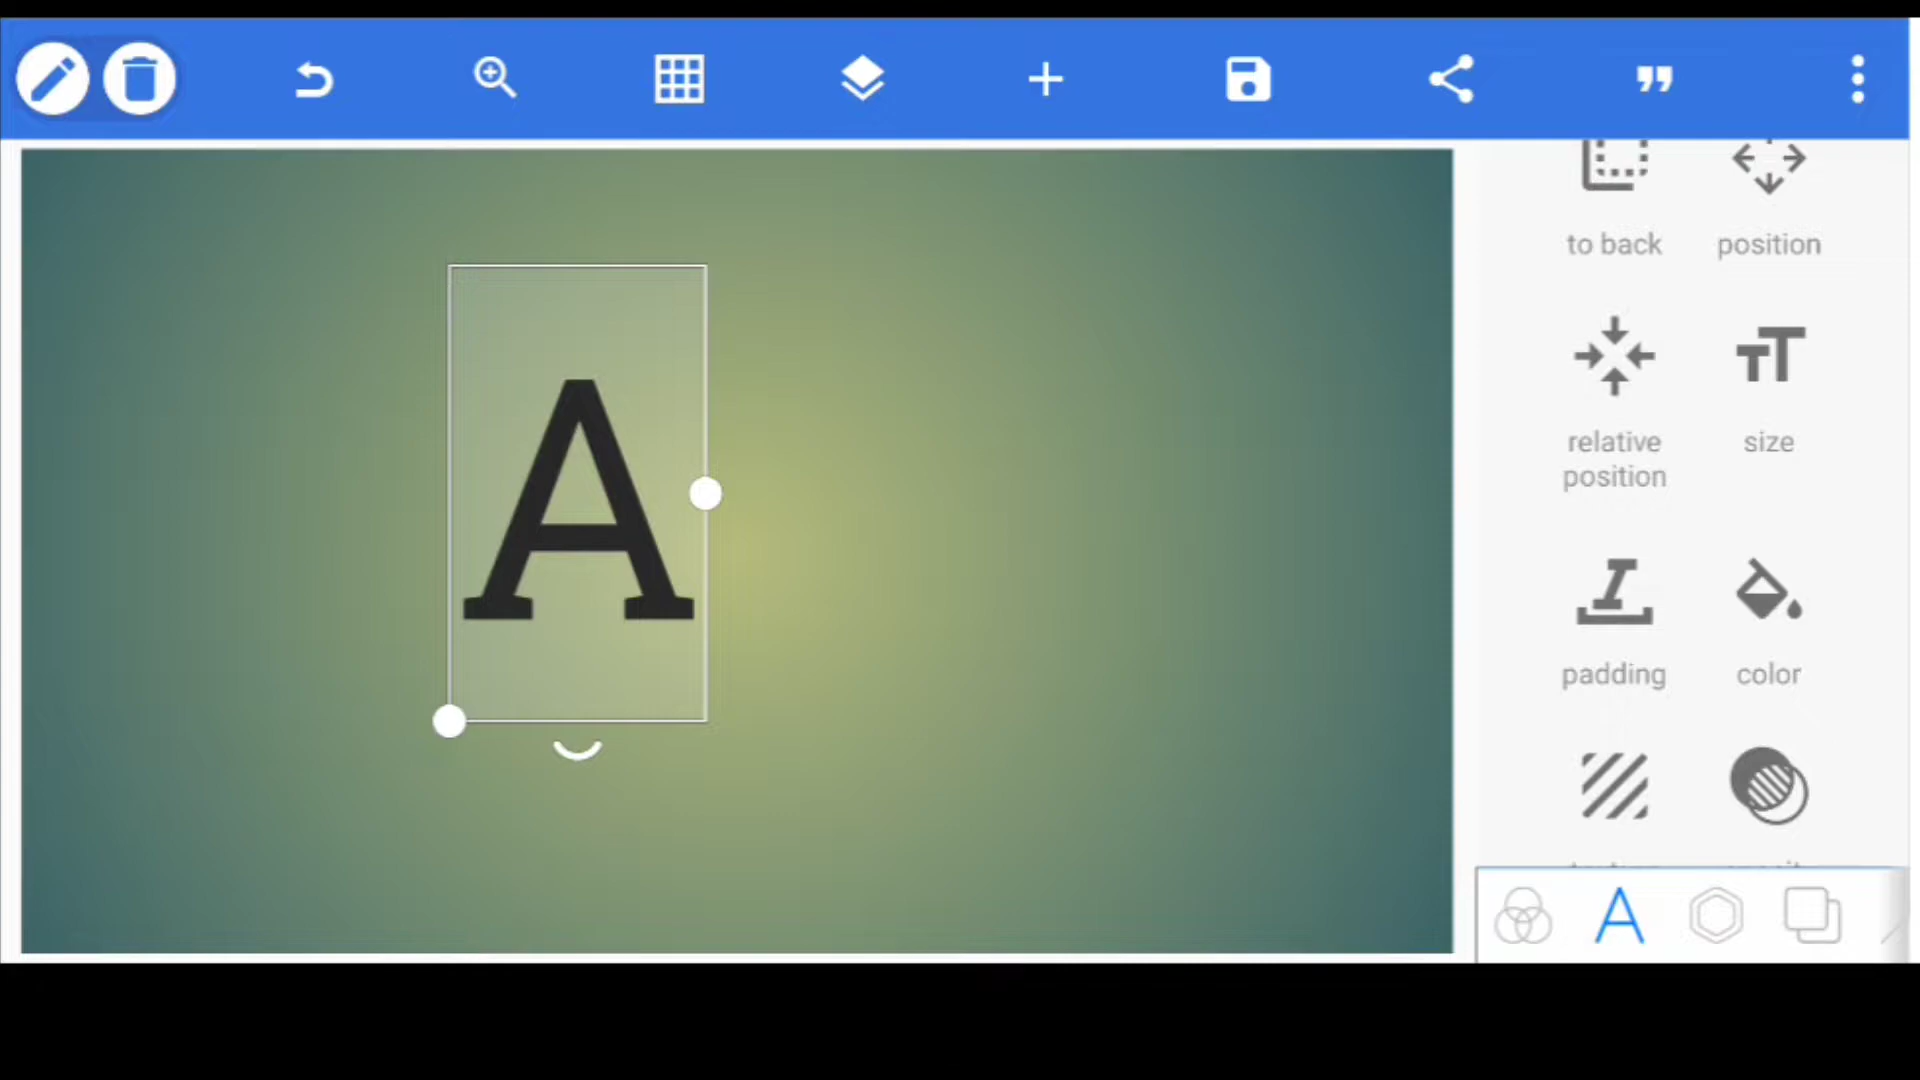 to back position
relative position size
A
padding color